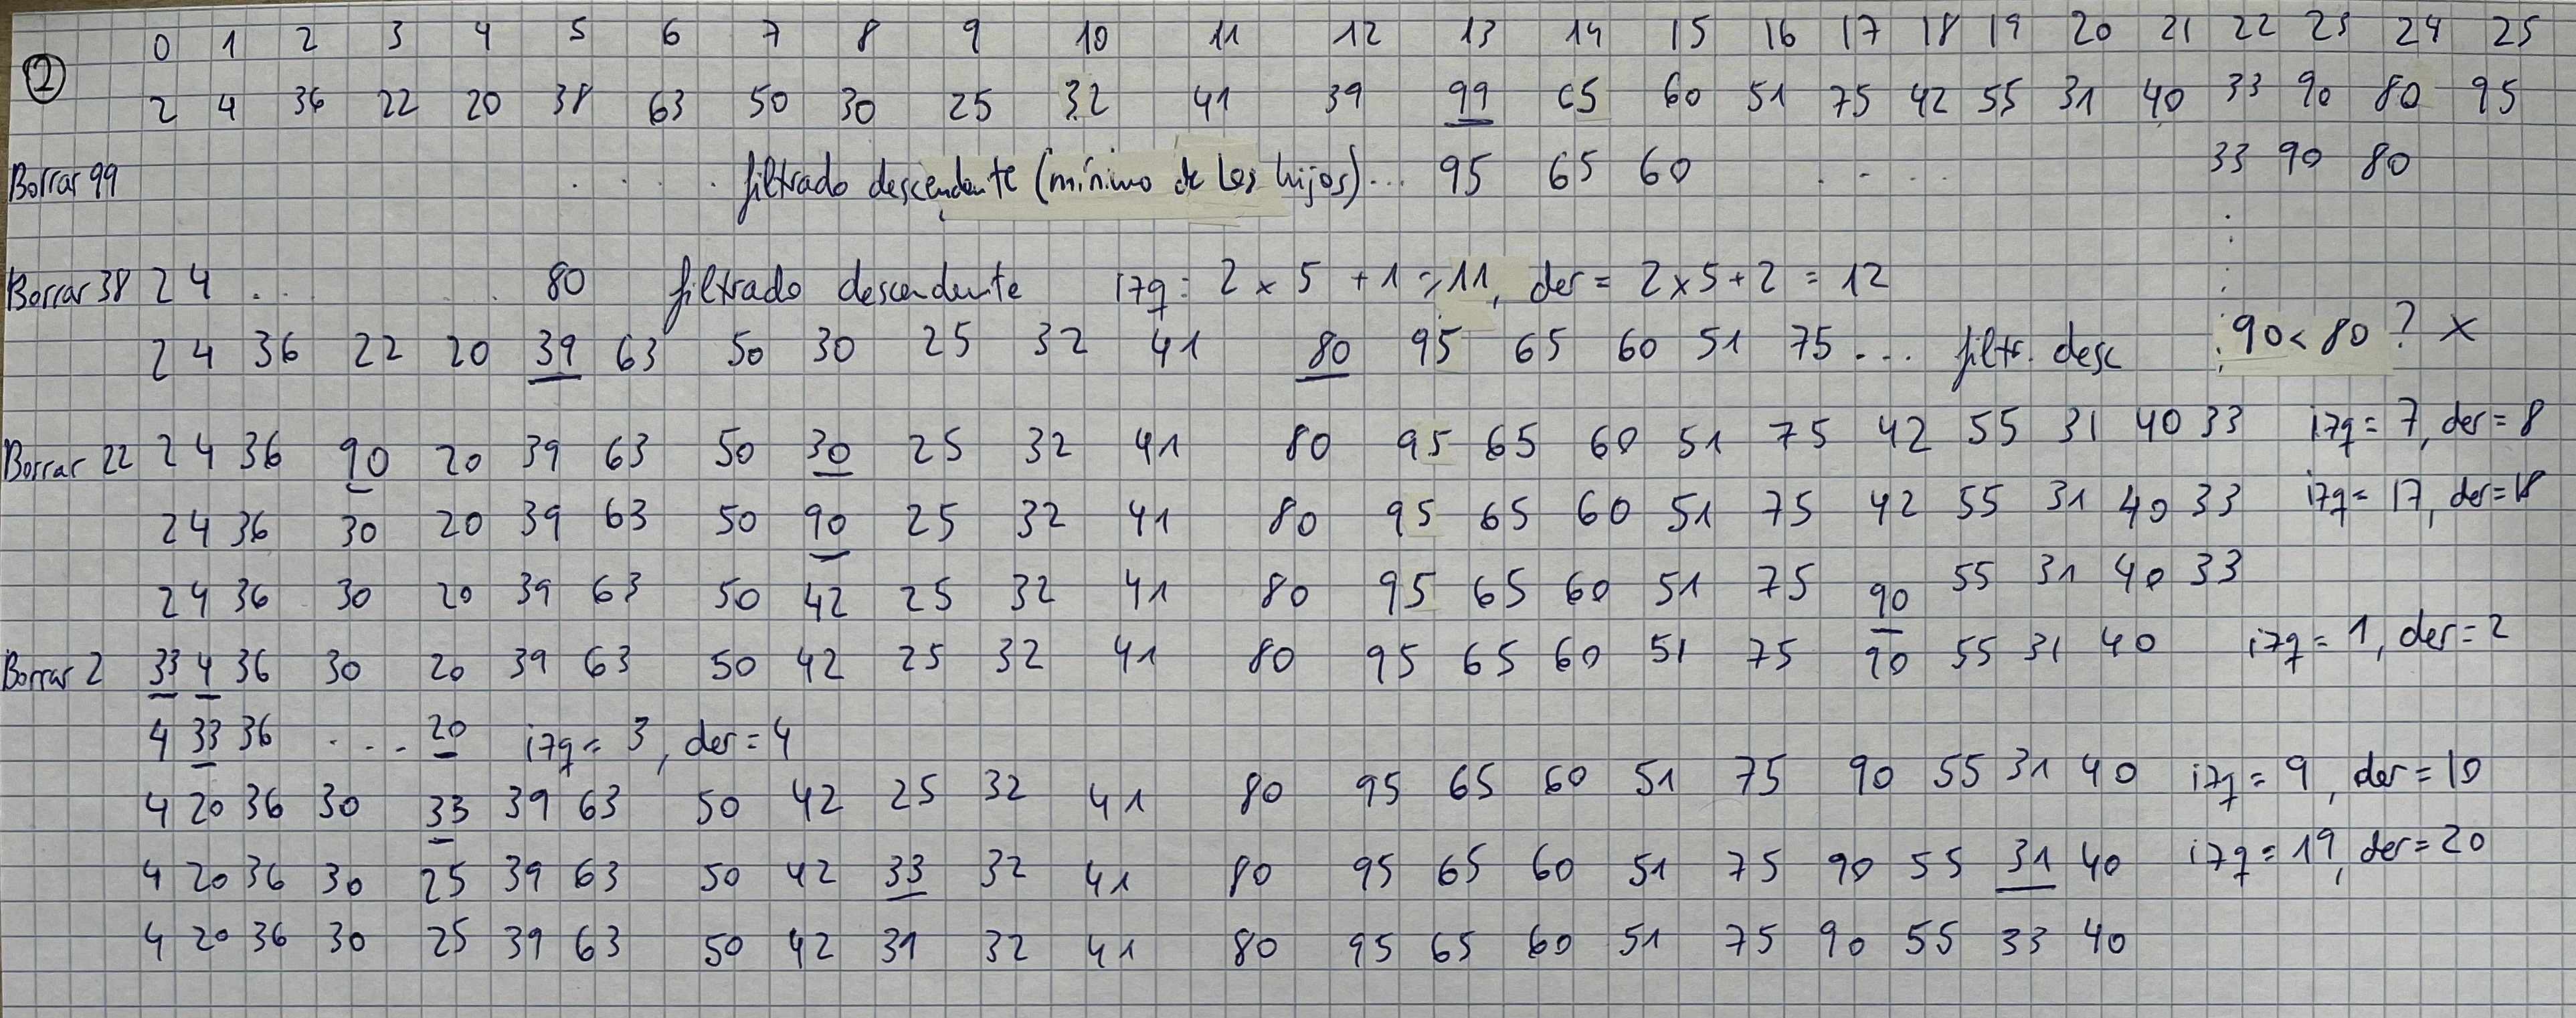 0 1 2 3 4 5 6 7 8 9 10 11 12 13 14 15 16 17 18 19 20 21 22 23 24 25
② 2 4 36 22 20 38 63 50 30 25 32 41 39 99 65 60 51 75 42 55 31 40 33 90 80 95
Borrar 99 ..... filtrado descendente (mínimo de los hijos)... 95 65 60 .... 33 90 80
Borrar 38 2 4 ... .. 80 filtrado descendente izq = 2 x 5 + 1 = 11, der = 2 x 5 + 2 = 12
2 4 36 22 20 39 63 50 30 25 32 41 80 95 65 60 51 75 ... filtr. desc 90 < 80 ? x
Borrar 22 2 4 36 90 20 39 63 50 30 25 32 41 80 95 65 60 51 75 42 55 31 40 33 izq = 7, der = 8
2 4 36 30 20 39 63 50 90 25 32 41 80 95 65 60 51 75 42 55 31 40 33 izq = 17, der = 18
2 4 36 30 20 39 63 50 42 25 32 41 80 95 65 60 51 75 90 55 31 40 33
Borrar 2 33 4 36 30 20 39 63 50 42 25 32 41 80 95 65 60 51 75 90 55 31 40 izq = 1, der = 2
4 33 36 .... 20 izq = 3, der = 4
4 20 36 30 33 39 63 50 42 25 32 41 80 95 65 60 51 75 90 55 31 40 izq = 9, der = 10
4 20 36 30 25 39 63 50 42 33 32 41 80 95 65 60 51 75 90 55 31 40 izq = 19, der = 20
4 20 36 30 25 39 63 50 42 31 32 41 80 95 65 60 51 75 90 55 33 40